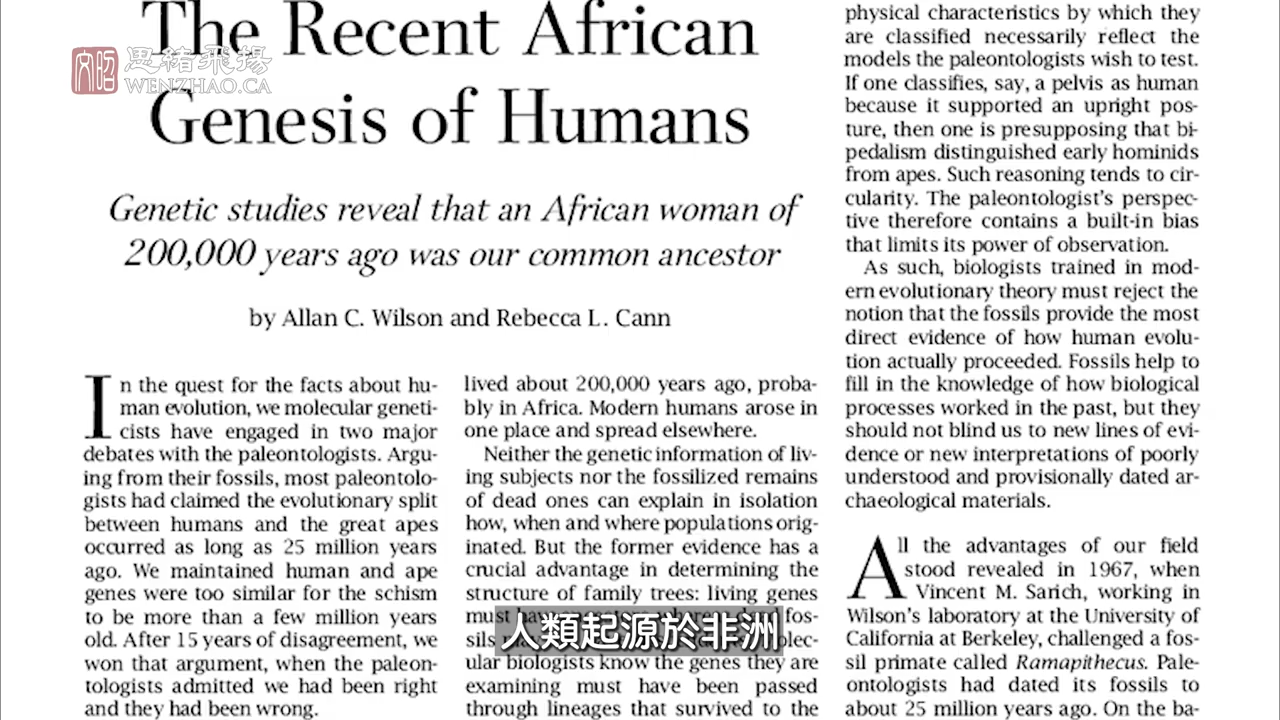 The Recent African
Genesis of Humans
文昭
思緒飛揚
WENZHAO.CA
Genetic studies reveal that an African woman of
200,000 years ago was our common ancestor
by Allan C. Wilson and Rebecca L. Cann
In the quest for the facts about hu-
man evolution, we molecular geneti-
cists have engaged in two major
debates with the paleontologists. Argu-
ing from their fossils, most paleontolo-
gists had claimed the evolutionary split
between humans and the great apes
occurred as long as 25 million years
ago. We maintained human and ape
genes were too similar for the schism
to be more than a few million years
old. After 15 years of disagreement, we
won that argument, when the paleon-
tologists admitted we had been right
and they had been wrong.
lived about 200,000 years ago, proba-
bly in Africa. Modern humans arose in
one place and spread elsewhere.
Neither the genetic information of liv-
ing subjects nor the fossilized remains
of dead ones can explain in isolation
how, when and where populations orig-
inated. But the former evidence has a
crucial advantage in determining the
structure of family trees: living genes
must fos-
sils lec-
ular biologists know the genes they are
examining must have been passed
through lineages that survived to the
physical characteristics by which they
are classified necessarily reflect the
models the paleontologists wish to test.
If one classifies, say, a pelvis as human
because it supported an upright pos-
ture, then one is presupposing that bi-
pedalism distinguished early hominids
from apes. Such reasoning tends to cir-
cularity. The paleontologist's perspec-
tive therefore contains a built-in bias
that limits its power of observation.
As such, biologists trained in mod-
ern evolutionary theory must reject the
notion that the fossils provide the most
direct evidence of how human evolu-
tion actually proceeded. Fossils help to
fill in the knowledge of how biological
processes worked in the past, but they
should not blind us to new lines of evi-
dence or new interpretations of poorly
understood and provisionally dated ar-
chaeological materials.
All the advantages of our field
stood revealed in 1967, when
Vincent M. Sarich, working in
Wilson's laboratory at the University of
California at Berkeley, challenged a fos-
sil primate called Ramapithecus. Pale-
ontologists had dated its fossils to
about 25 million years ago. On the ba-
人類起源於非洲